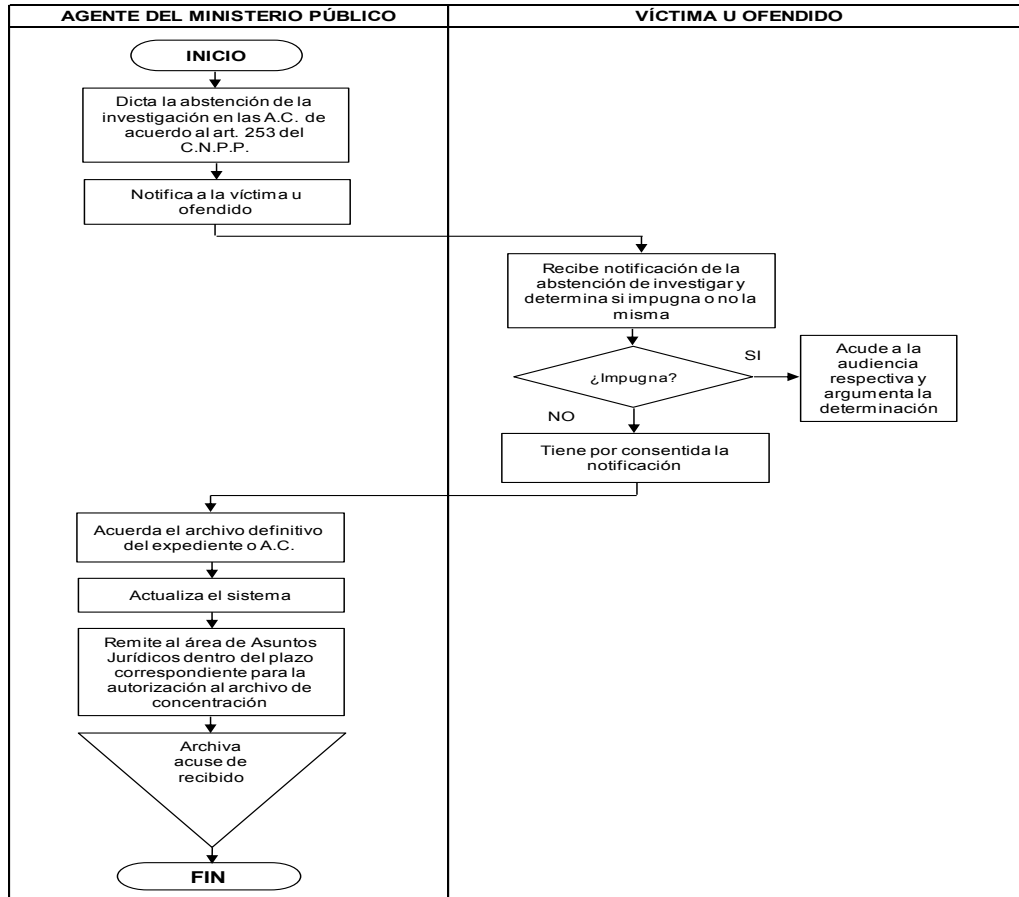 AGENTE DEL MINISTERIO PÚBLICO
VÍCTIMA U OFENDIDO
INICIO
Dicta la abstención de la
investigación en las A.C. de
acuerdo al art. 253 del
C.N.P.P.
Notifica a la víctima u
ofendido
Recibe notificación de la
abstención de investigar y
determina si impugna o no la
misma
¿Impugna?
SI
Acude a la
audiencia
respectiva y
argumenta la
determinación
NO
Tiene por consentida la
notificación
Acuerda el archivo definitivo
del expediente o A.C.
Actualiza el sistema
Remite al área de Asuntos
Jurídicos dentro del plazo
correspondiente para la
autorización al archivo de
concentración
Archiva
acuse de
recibido
FIN